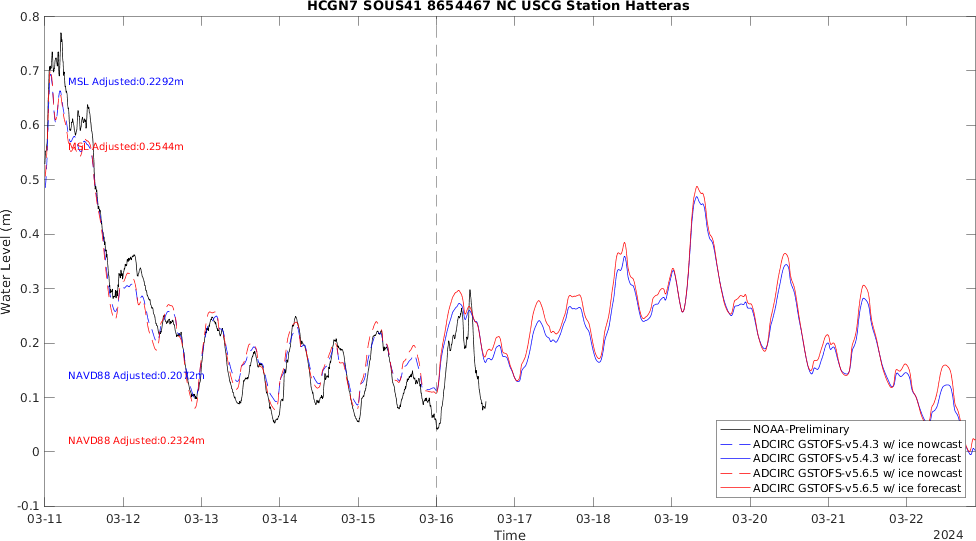 HCGN7 SOUS41 8654467 NC USCG Station Hatteras
0.8
0.7
0.6
0.5
0.4
0.3
0.2
0.1
0
-0.1
Water Level (m)
MSL Adjusted:0.2292m
MSL Adjusted:0.2544m
NAVD88 Adjusted:0.2072m
NAVD88 Adjusted:0.2324m
NOAA-Preliminary
ADCIRC GSTOFS-v5.4.3 w/ ice nowcast
ADCIRC GSTOFS-v5.4.3 w/ ice forecast
ADCIRC GSTOFS-v5.6.5 w/ ice nowcast
ADCIRC GSTOFS-v5.6.5 w/ ice forecast
03-11 03-12 03-13 03-14 03-15 03-16 03-17 03-18 03-19 03-20 03-21 03-22
Time
2024